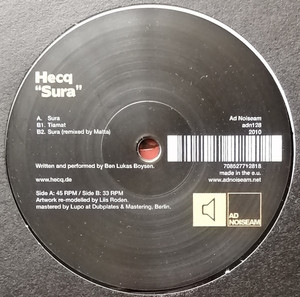 Hecq
"Sura"
A. Sura
B1. Tiamat
B2. Sura (remixed by Matta)
Ad Noiseam
adn128
2010
Written and performed by Ben Lukas Boysen.
www.hecq.de
708527712818
made in the e.u.
www.adnoiseam.net
Side A: 45 RPM / Side B: 33 RPM
Artwork re-modelled by Liis Roden.
mastered by Lupo at Dubplates & Mastering, Berlin.
AD
NOISEAM